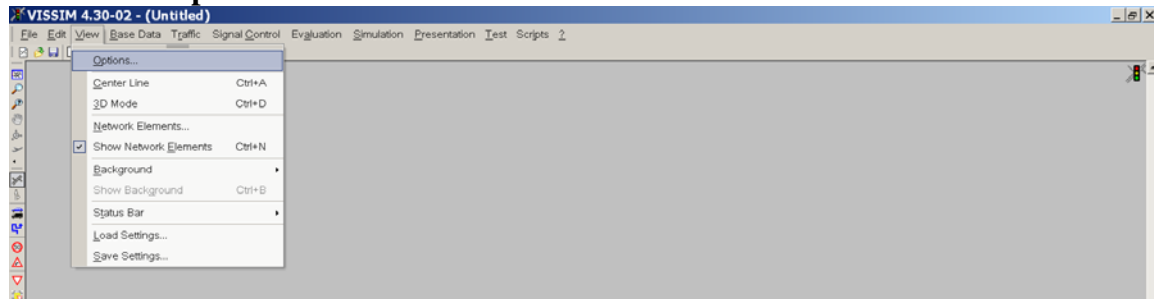 VISSIM 4.30-02 - (Untitled)
File Edit View Base Data Traffic Signal Control Evaluation Simulation Presentation Test Scripts ?
Options...
Center Line Ctrl+A
3D Mode Ctrl+D
Network Elements...
Show Network Elements Ctrl+N
Background
Show Background Ctrl+B
Status Bar
Load Settings...
Save Settings...